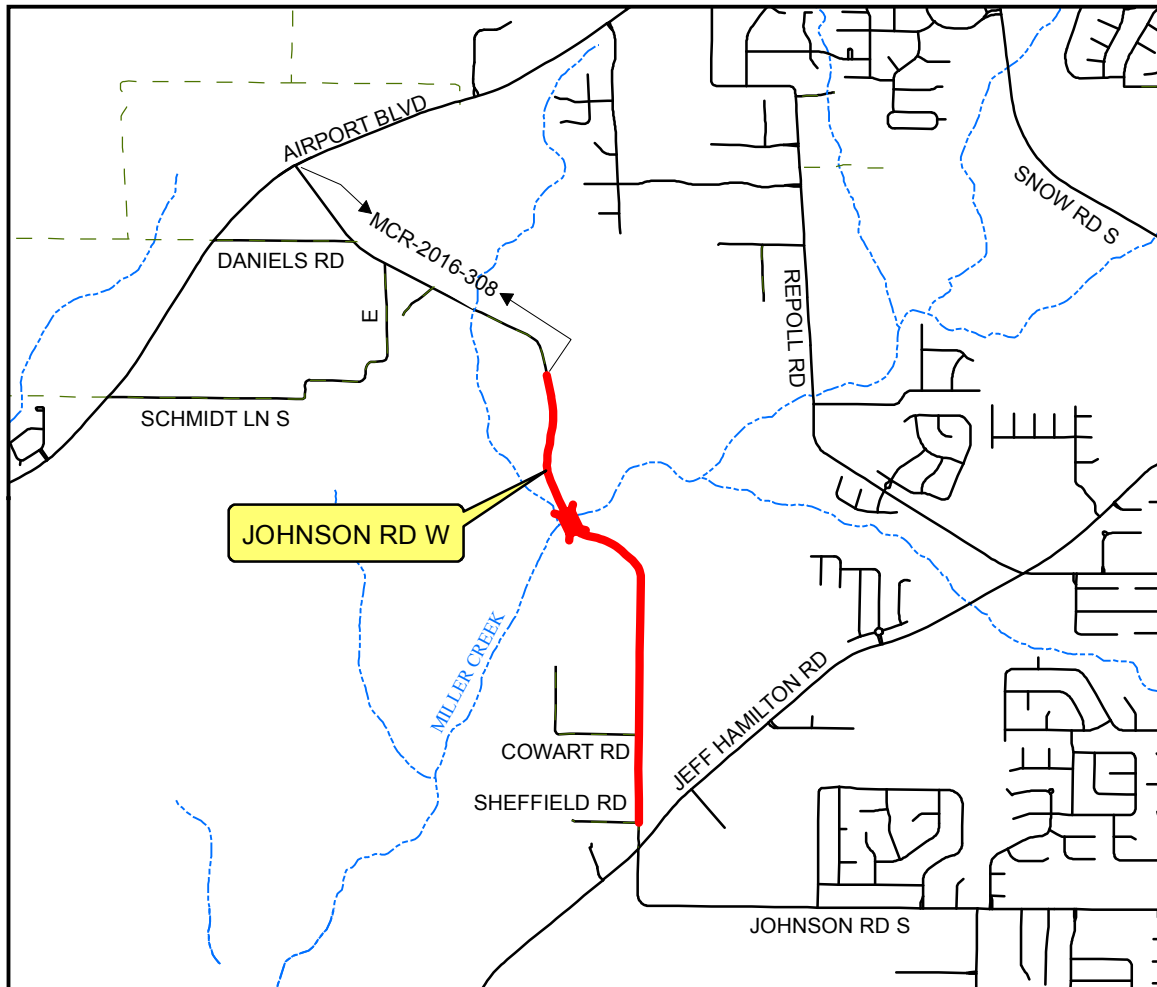 AIRPORT BLVD
SNOW RD S
MCR-2016-308
DANIELS RD
REPOLL RD
E
SCHMIDT LN S
JOHNSON RD W
MILLER CREEK
JEFF HAMILTON RD
COWART RD
SHEFFIELD RD
JOHNSON RD S